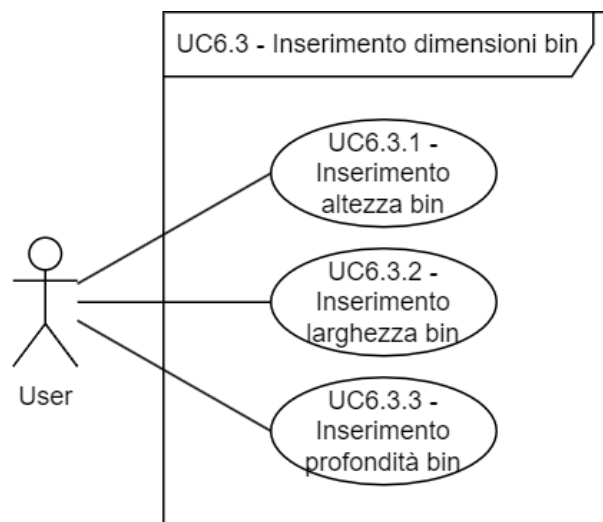 UC6.3 - Inserimento dimensioni bin
UC6.3.1 -
Inserimento
altezza bin
UC6.3.2 -
Inserimento
larghezza bin
User
UC6.3.3 -
Inserimento
profondità bin